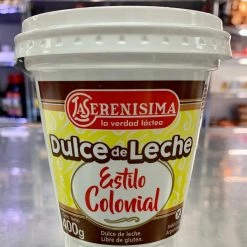 LA SERENISIMA
la verdad láctea
Dulce de Leche
Estilo
Colonial
400g
Dulce de leche.
Libre de gluten.